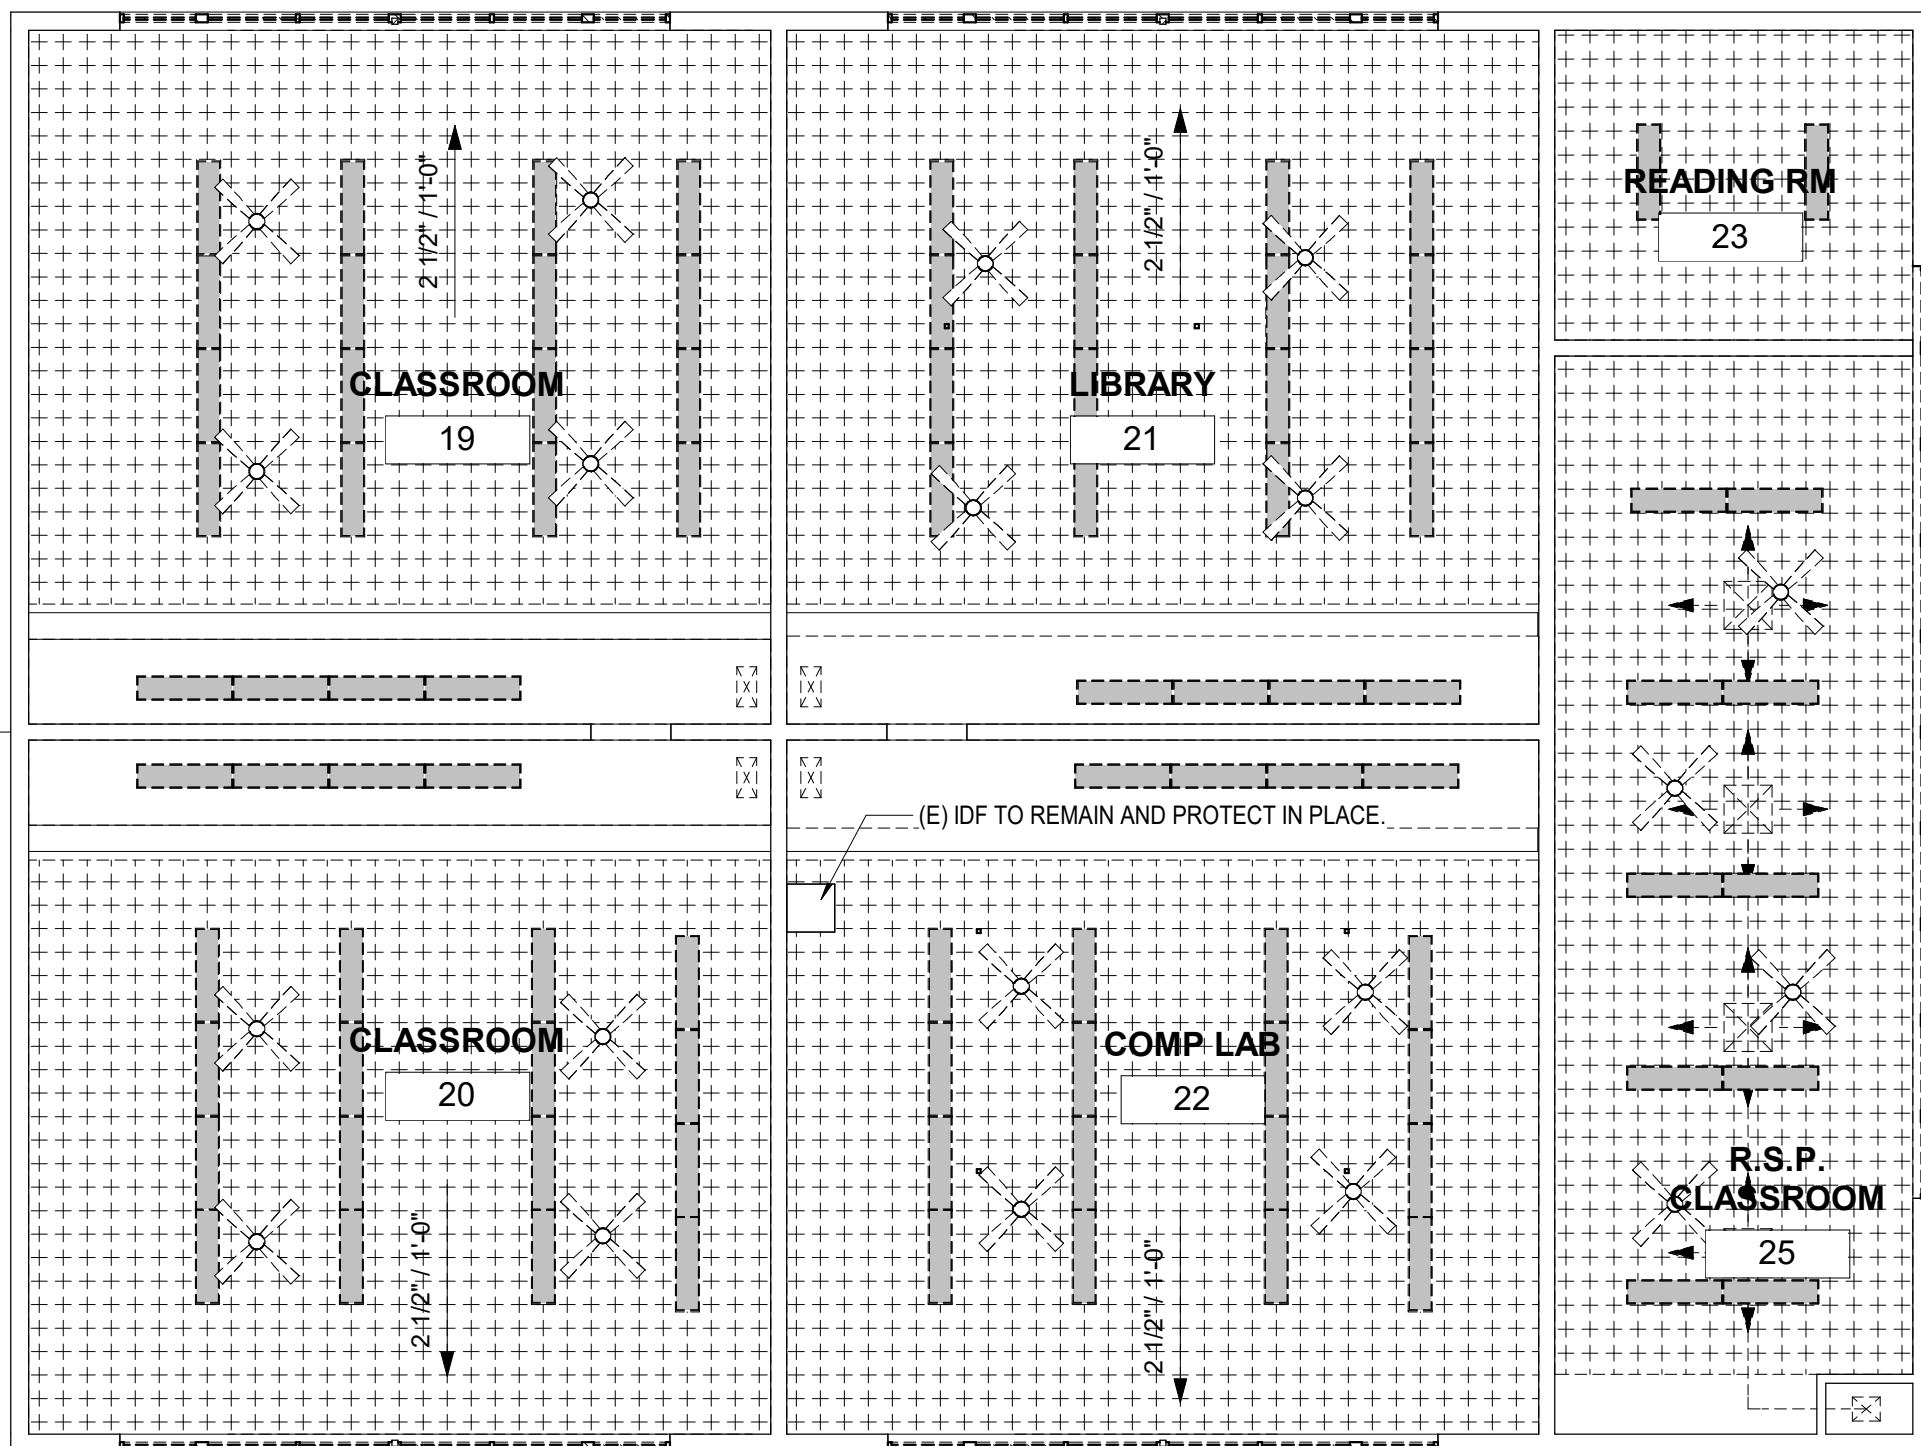 2 1/2" / 1'-0"
CLASSROOM
19
2 1/2" / 1'-0"
LIBRARY
21
READING RM
23
(E) IDF TO REMAIN AND PROTECT IN PLACE.
CLASSROOM
20
2 1/2" / 1'-0"
COMP LAB
22
2 1/2" / 1'-0"
R.S.P.
CLASSROOM
25